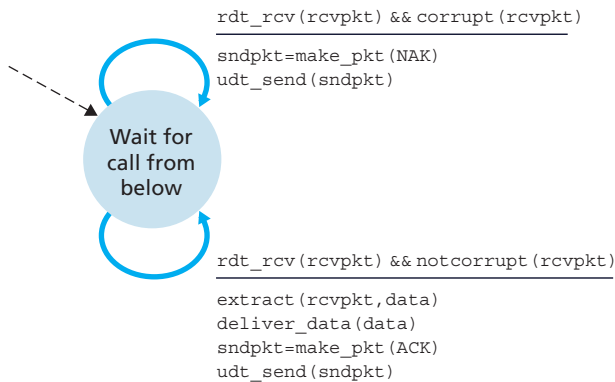 rdt_rcv(rcvpkt) && corrupt(rcvpkt)
sndpkt=make_pkt(NAK)
udt_send(sndpkt)
Wait for
call from
below
rdt_rcv(rcvpkt) && notcorrupt(rcvpkt)
extract(rcvpkt,data)
deliver_data(data)
sndpkt=make_pkt(ACK)
udt_send(sndpkt)